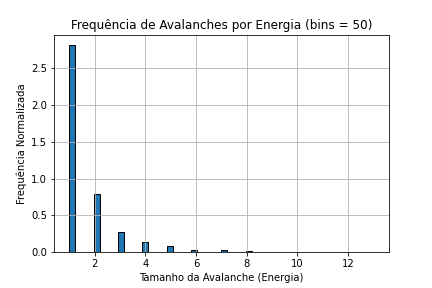 Frequência de Avalanches por Energia (bins = 50)
Frequência Normalizada
2.5
2.0
1.5
1.0
0.5
0.0
2 4 6 8 10 12
Tamanho da Avalanche (Energia)